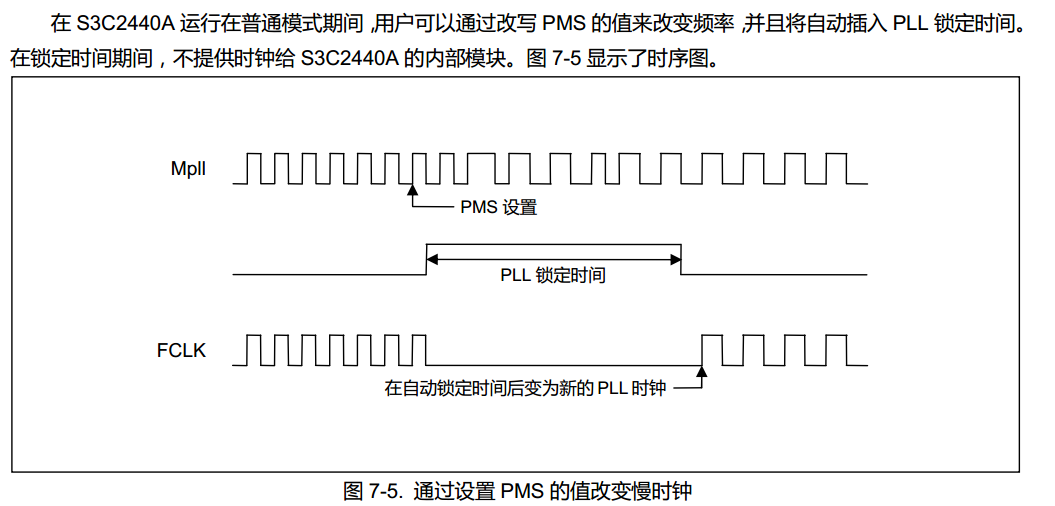 在 S3C2440A 运行在普通模式期间,用户可以通过改写 PMS 的值来改变频率,并且将自动插入 PLL 锁定时间。
在锁定时间期间，不提供时钟给 S3C2440A 的内部模块。图 7-5 显示了时序图。
Mpll
PMS 设置
PLL 锁定时间
FCLK
在自动锁定时间后变为新的 PLL 时钟
图 7-5. 通过设置 PMS 的值改变慢时钟